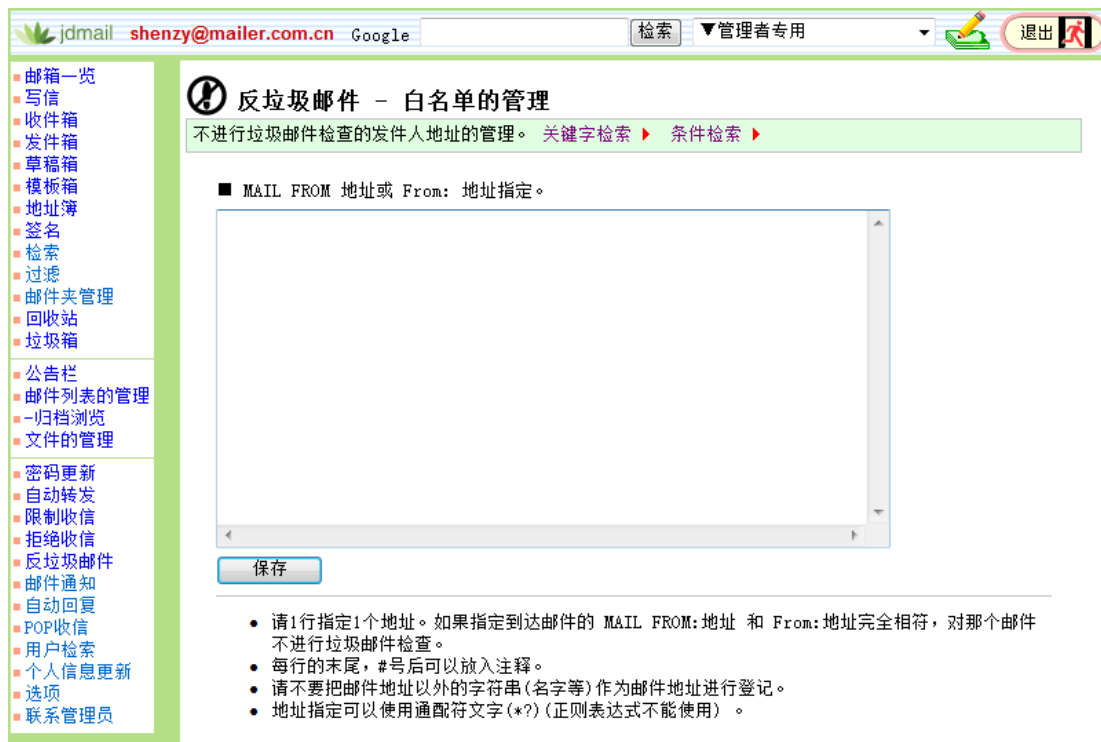 jdmail shenzy@mailer.com.cn Google 检索 ▼管理者专用 退出
邮箱一览
写信
收件箱
发件箱
草稿箱
模板箱
地址簿
签名
检索
过滤
邮件夹管理
回收站
垃圾箱
公告栏
邮件列表的管理
-归档浏览
文件的管理
密码更新
自动转发
限制收信
拒绝收信
反垃圾邮件
邮件通知
自动回复
POP收信
用户检索
个人信息更新
选项
联系管理员
反垃圾邮件 - 白名单的管理
不进行垃圾邮件检查的发件人地址的管理。 关键字检索 条件检索
■ MAIL FROM 地址或 From: 地址指定。
保存
● 请1行指定1个地址。如果指定到达邮件的 MAIL FROM:地址 和 From:地址完全相符，对那个邮件
不进行垃圾邮件检查。
● 每行的末尾，#号后可以放入注释。
● 请不要把邮件地址以外的字符串(名字等)作为邮件地址进行登记。
● 地址指定可以使用通配符文字(*?)(正则表达式不能使用) 。